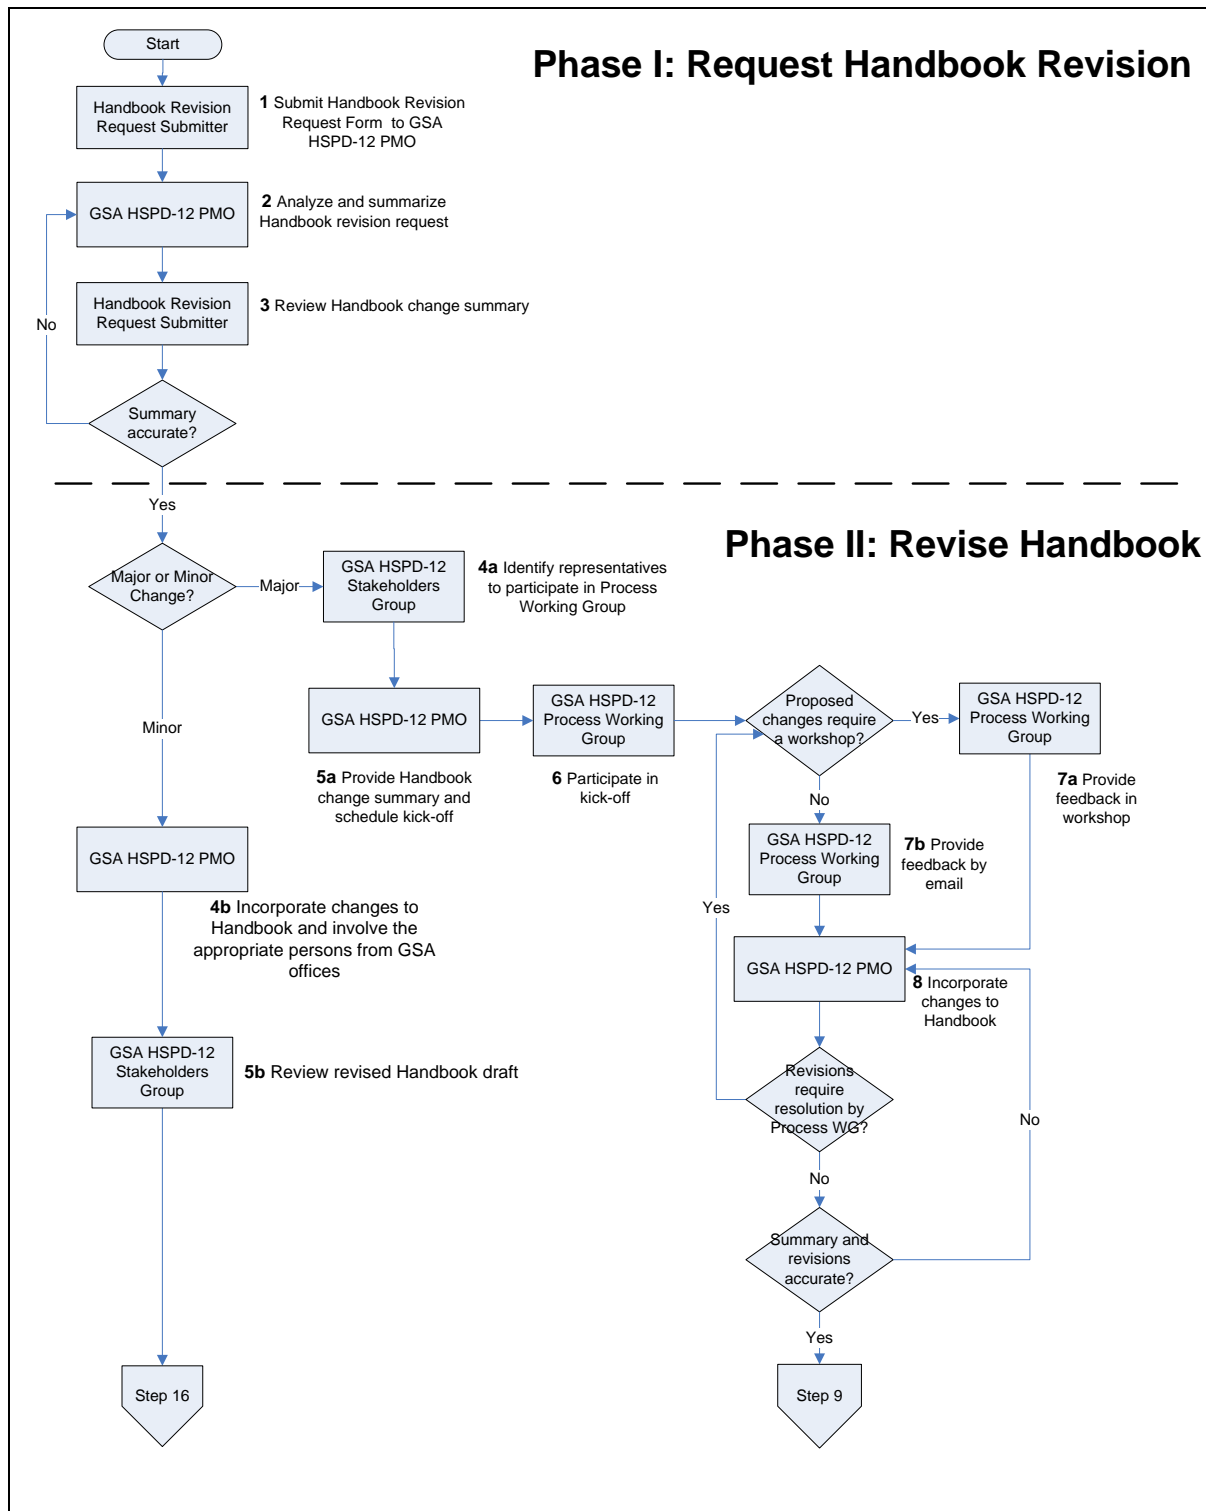 Start
Phase I: Request Handbook Revision
Handbook Revision
Request Submitter
1 Submit Handbook Revision
Request Form to GSA
HSPD-12 PMO
GSA HSPD-12 PMO
2 Analyze and summarize
Handbook revision request
Handbook Revision
Request Submitter
3 Review Handbook change summary
No
Summary
accurate?
Yes
Phase II: Revise Handbook
Major or Minor
Change?
Major
GSA HSPD-12
Stakeholders
Group
4a Identify representatives
to participate in Process
Working Group
GSA HSPD-12 PMO
5a Provide Handbook
change summary and
schedule kick-off
GSA HSPD-12
Process Working
Group
6 Participate in
kick-off
Proposed
changes require
a workshop?
Yes
GSA HSPD-12
Process Working
Group
7a Provide
feedback in
workshop
No
GSA HSPD-12
Process Working
Group
7b Provide
feedback by
email
Yes
GSA HSPD-12 PMO
8 Incorporate
changes to
Handbook
Revisions
require
resolution by
Process WG?
No
No
Summary and
revisions
accurate?
Yes
Step 9
Minor
GSA HSPD-12 PMO
4b Incorporate changes to
Handbook and involve the
appropriate persons from GSA
offices
GSA HSPD-12
Stakeholders
Group
5b Review revised Handbook draft
Step 16